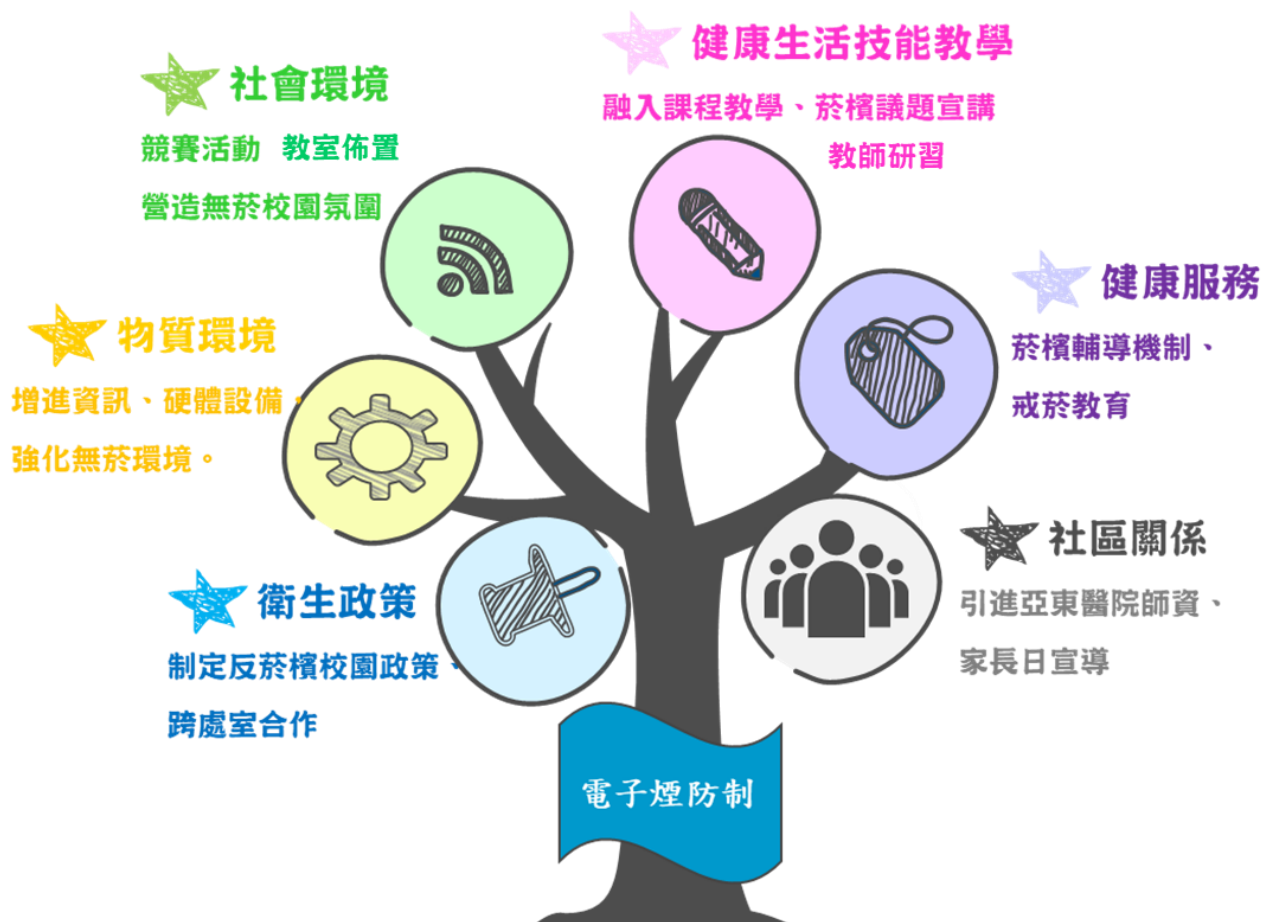 社會環境
競賽活動 教室佈置
營造無菸校園氛圍
健康生活技能教學
融入課程教學、菸檳議題宣講
教師研習
物質環境
增進資訊、硬體設備，
強化無菸環境。
健康服務
菸檳輔導機制、
戒菸教育
衛生政策
制定反菸檳校園政策、
跨處室合作
社區關係
引進亞東醫院師資、
家長日宣導
電子煙防制